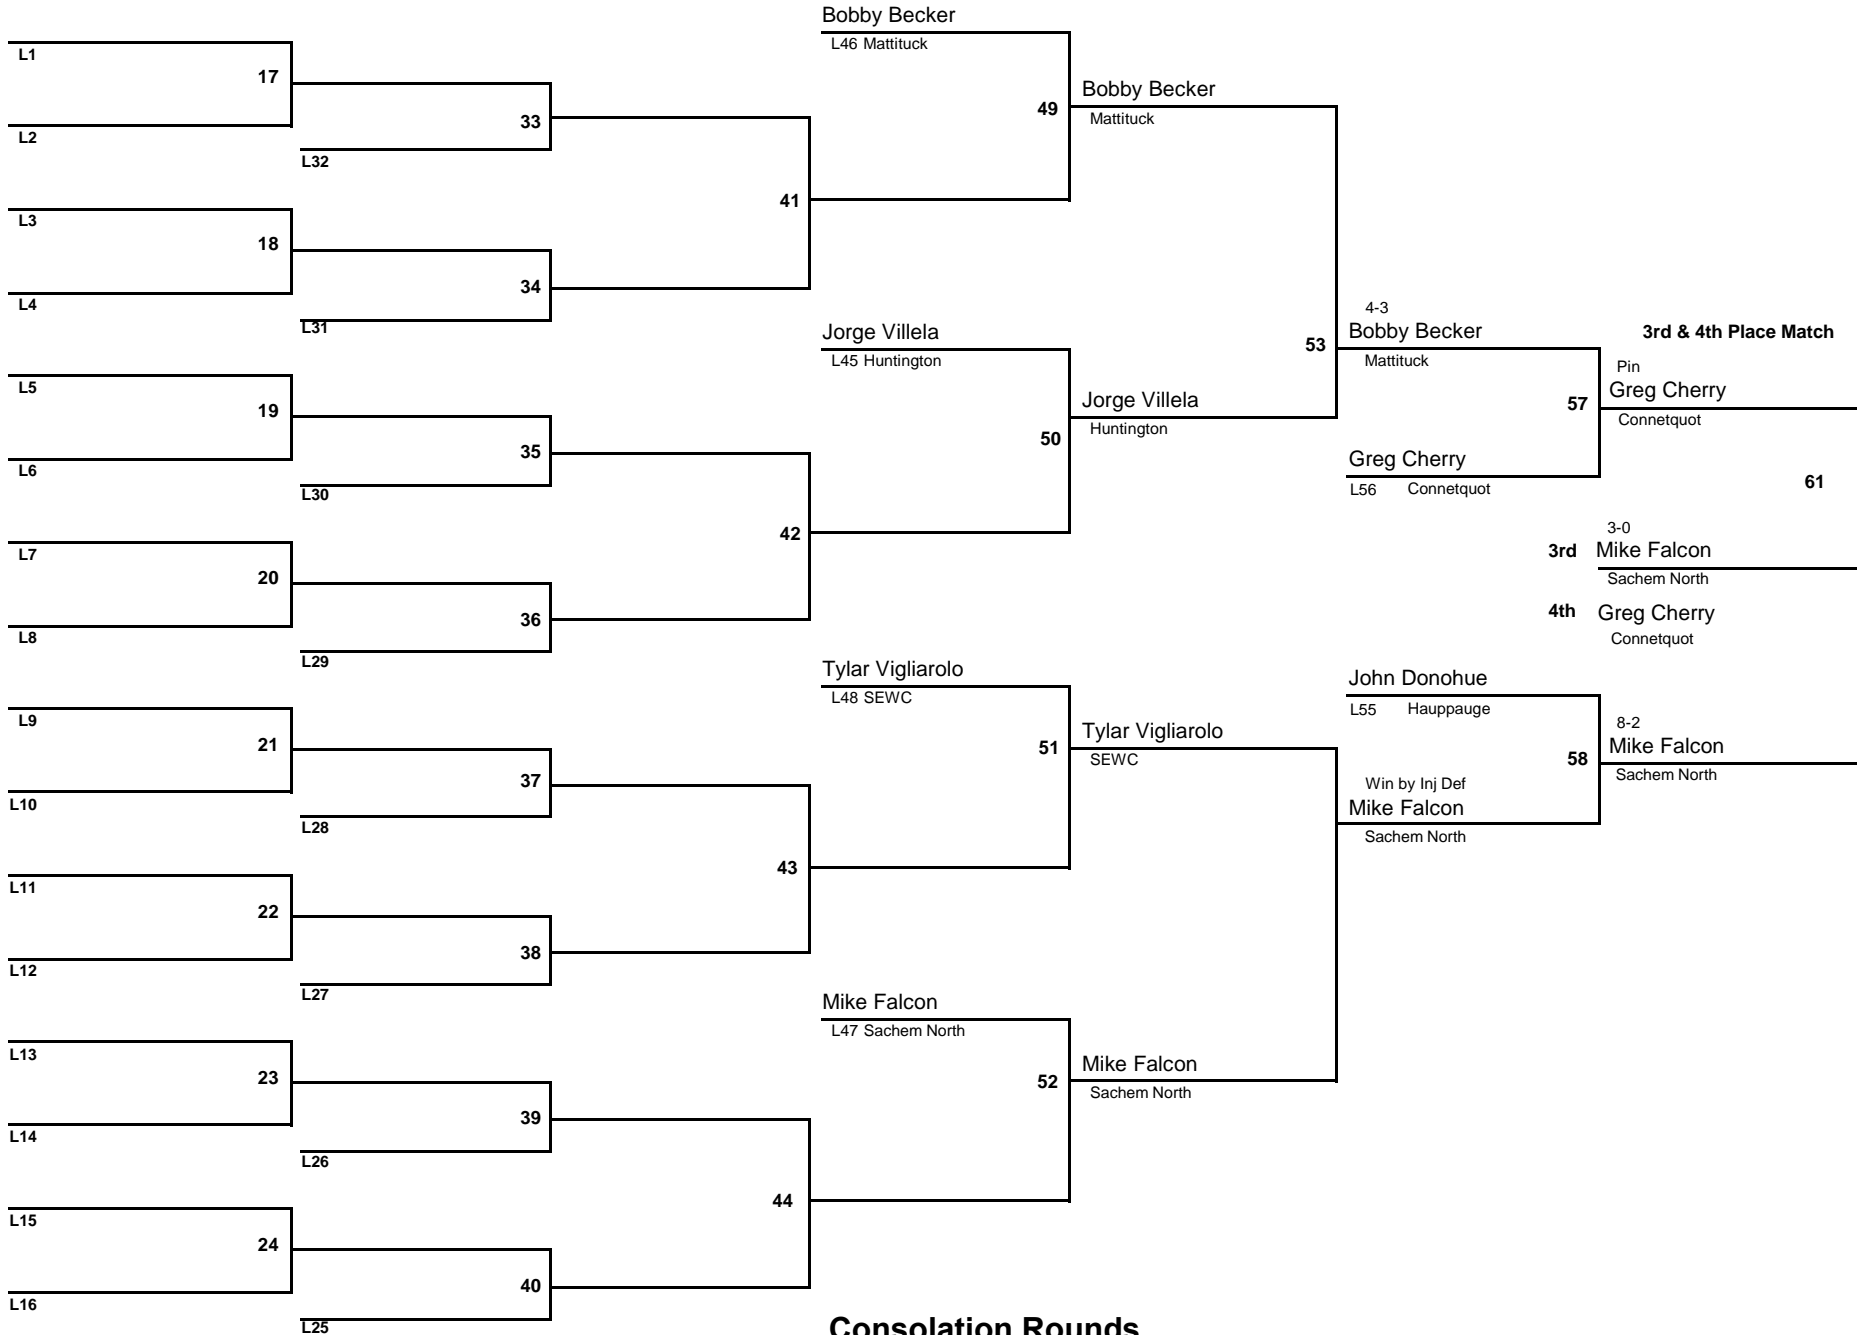 L1
17
L2
33
L32
L3
18
L4
34
L31
41
L5
19
L6
35
L30
L7
20
L8
36
L29
42
L9
21
L10
37
L28
L11
22
L12
38
L27
43
L13
23
L14
39
L26
L15
24
L16
40
L25
44
Bobby Becker
L46 Mattituck
49
Jorge Villela
L45 Huntington
50
Tylar Vigliarolo
L48 SEWC
51
Mike Falcon
L47 Sachem North
52
Bobby Becker
Mattituck
Jorge Villela
Huntington
53
Tylar Vigliarolo
SEWC
Mike Falcon
Sachem North
4-3
Bobby Becker
Mattituck
Greg Cherry
L56 Connetquot
57
John Donohue
L55 Hauppauge
58
Win by Inj Def
Mike Falcon
Sachem North
3rd & 4th Place Match
Pin
Greg Cherry
Connetquot
61
3-0
3rd Mike Falcon
Sachem North
4th Greg Cherry
Connetquot
8-2
Mike Falcon
Sachem North
Consolation Rounds